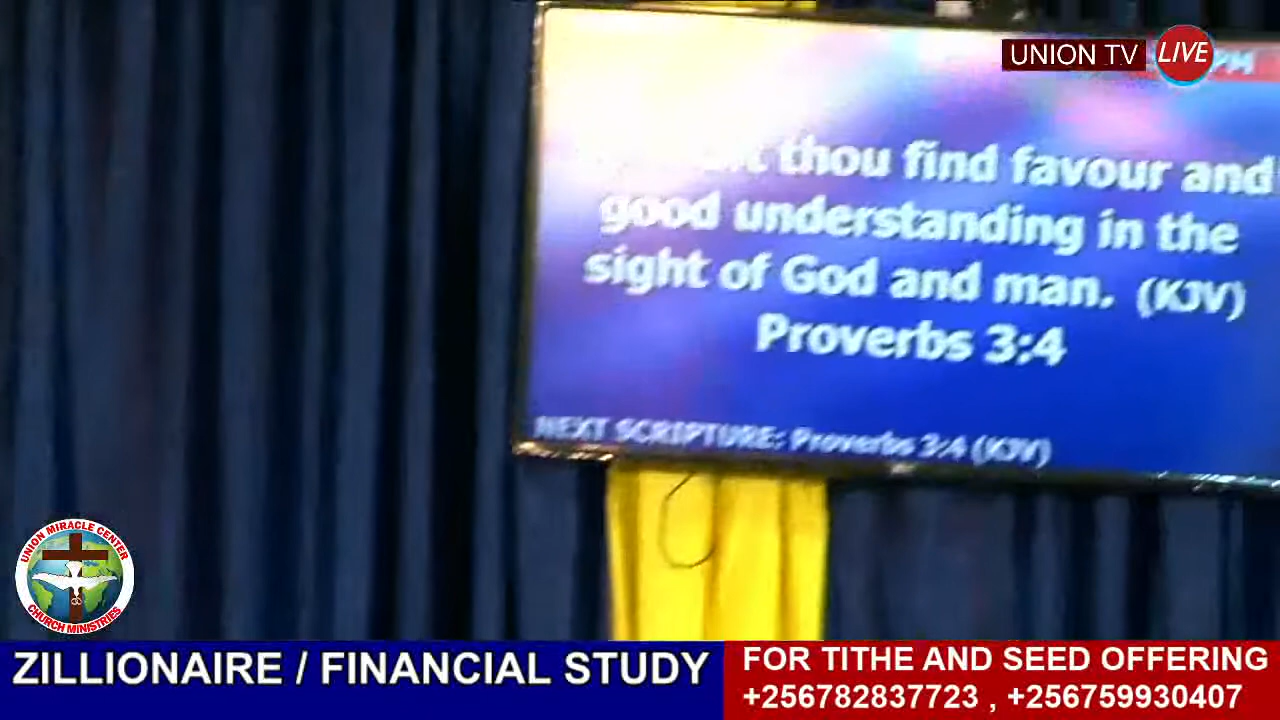 UNION TV LIVE
PM
thou find favour and
good understanding in the
sight of God and man. (KJV)
Proverbs 3:4
NEXT SCRIPTURE: Proverbs 3:4 (KJV)
UNION MIRACLE CENTER
CHURCH MINISTRIES
ZILLIONAIRE / FINANCIAL STUDY
FOR TITHE AND SEED OFFERING
+256782837723 , +256759930407